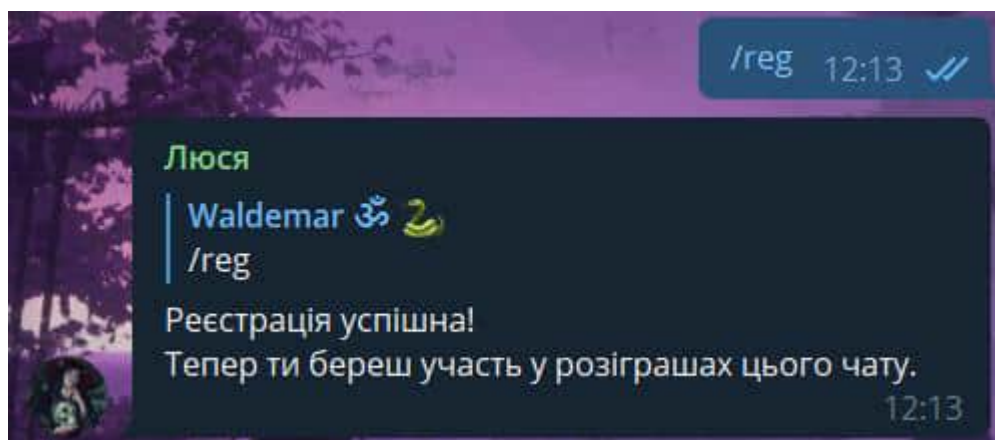 /reg 12:13
Люся
Waldemar ॐ 🐍
/reg
Реєстрація успішна!
Тепер ти береш участь у розіграшах цього чату.
12:13